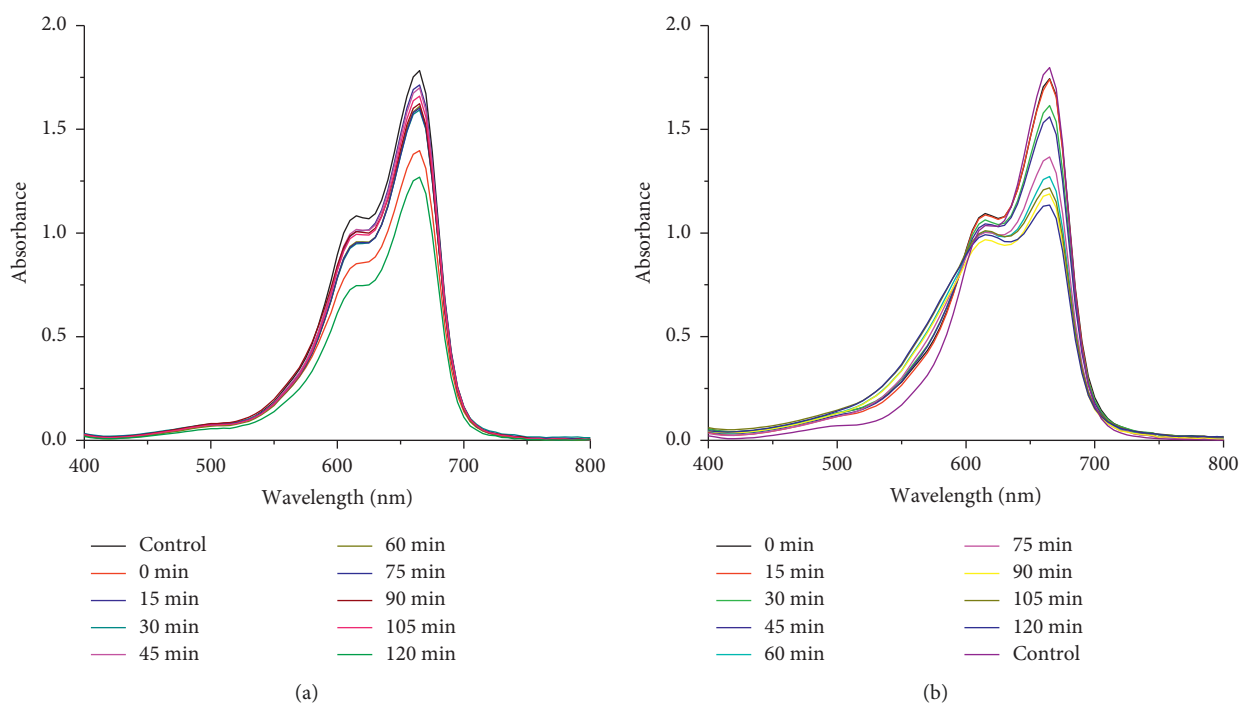 2.0
1.5
1.0
0.5
0.0
Absorbance
400 500 600 700 800
Wavelength (nm)
Control
0 min
15 min
30 min
45 min
60 min
75 min
90 min
105 min
120 min
(a)
2.0
1.5
1.0
0.5
0.0
Absorbance
400 500 600 700 800
Wavelength (nm)
0 min
15 min
30 min
45 min
60 min
75 min
90 min
105 min
120 min
Control
(b)